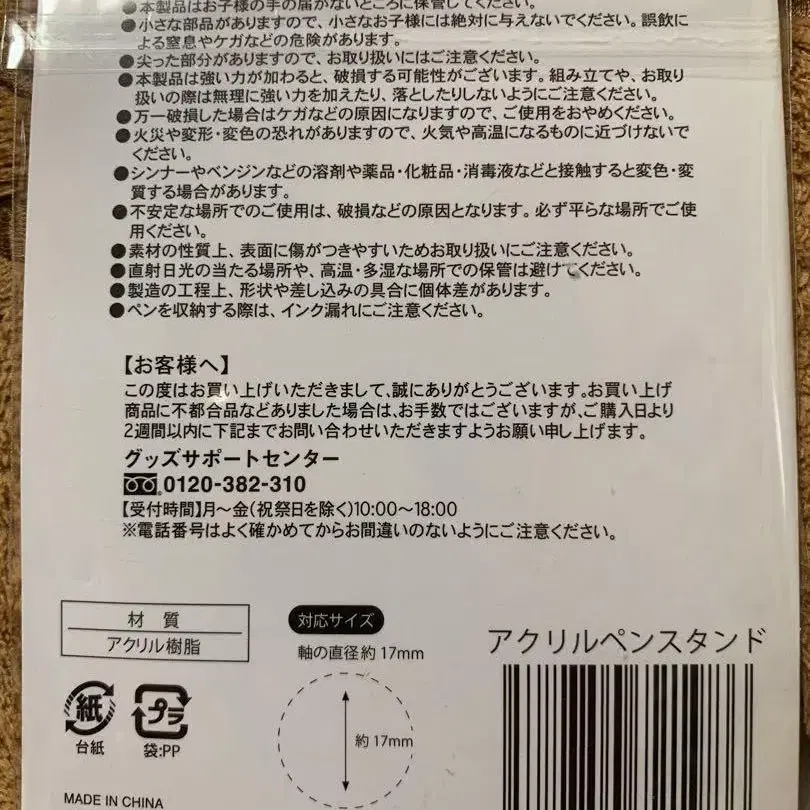 ●本製品はお子様の手の届かないところに保管してください。
●小さな部品がありますので、小さなお子様には絶対に与えないでください。誤飲に
よる窒息やケガなどの危険があります。
●尖った部分がありますので、お取り扱いにはご注意ください。
●本製品は強い力が加わると、破損する可能性がございます。組み立てや、お取り
扱いの際は無理に強い力を加えたり、落としたりしないようにご注意ください。
●万一破損した場合はケガなどの原因になりますので、ご使用をおやめください。
●火災や変形・変色の恐れがありますので、火気や高温になるものに近づけないで
ください。
●シンナーやベンジンなどの溶剤や薬品・化粧品・消毒液などと接触すると変色・変
質する場合があります。
●不安定な場所でのご使用は、破損などの原因となります。必ず平らな場所でご使
用ください。
●素材の性質上、表面に傷がつきやすいためお取り扱いにご注意ください。
●直射日光の当たる場所や、高温・多湿な場所での保管は避けてください。
●製造の工程上、形状や差し込みの具合に個体差があります。
●ペンを収納する際は、インク漏れにご注意ください。
【お客様へ】
この度はお買い上げいただきまして、誠にありがとうございます。お買い上げ
商品に不都合品などありました場合は、お手数ではございますが、ご購入日より
2週間以内に下記までお問い合わせいただきますようお願い申し上げます。
グッズサポートセンター
0120-382-310
【受付時間】月〜金(祝祭日を除く)10:00〜18:00
※電話番号はよく確かめてからお間違いのないようにご注意ください。
材 質
アクリル樹脂
対応サイズ
軸の直径約17mm
約17mm
アクリルペンスタンド
紙
台紙
プラ
袋:PP
MADE IN CHINA